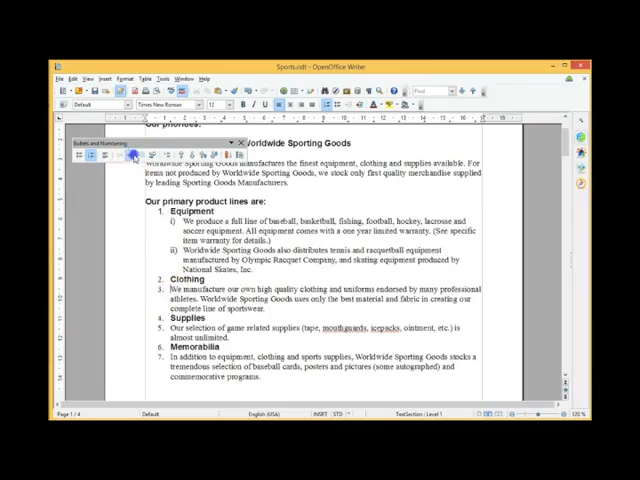 Sports.odt - OpenOffice Writer
File Edit View Insert Format Table Tools Window Help
Find
Default Times New Roman 12
Our priorities:
Bullets and Numbering
Worldwide Sporting Goods
Worldwide Sporting Goods manufactures the finest equipment, clothing and supplies available. For
items not produced by Worldwide Sporting Goods, we stock only first quality merchandise supplied
by leading Sporting Goods Manufacturers.
Our primary product lines are:
1. Equipment
i) We produce a full line of baseball, basketball, fishing, football, hockey, lacrosse and
soccer equipment. All equipment comes with a one year limited warranty. (See specific
item warranty for details.)
ii) Worldwide Sporting Goods also distributes tennis and racquetball equipment
manufactured by Olympic Racquet Company, and skating equipment produced by
National Skates, Inc.
2. Clothing
3. We manufacture our own high quality clothing and uniforms endorsed by many professional
athletes. Worldwide Sporting Goods uses only the best material and fabric in creating our
complete line of sportswear.
4. Supplies
5. Our selection of game related supplies (tape, mouthguards, icepacks, ointment, etc.) is
almost unlimited.
6. Memorabilia
7. In addition to equipment, clothing and sports supplies, Worldwide Sporting Goods stocks a
tremendous selection of baseball cards, posters and pictures (some autographed) and
commemorative programs.
Page 1 / 4 Default English (USA) INSRT STD TextSection : Level 1 120 %